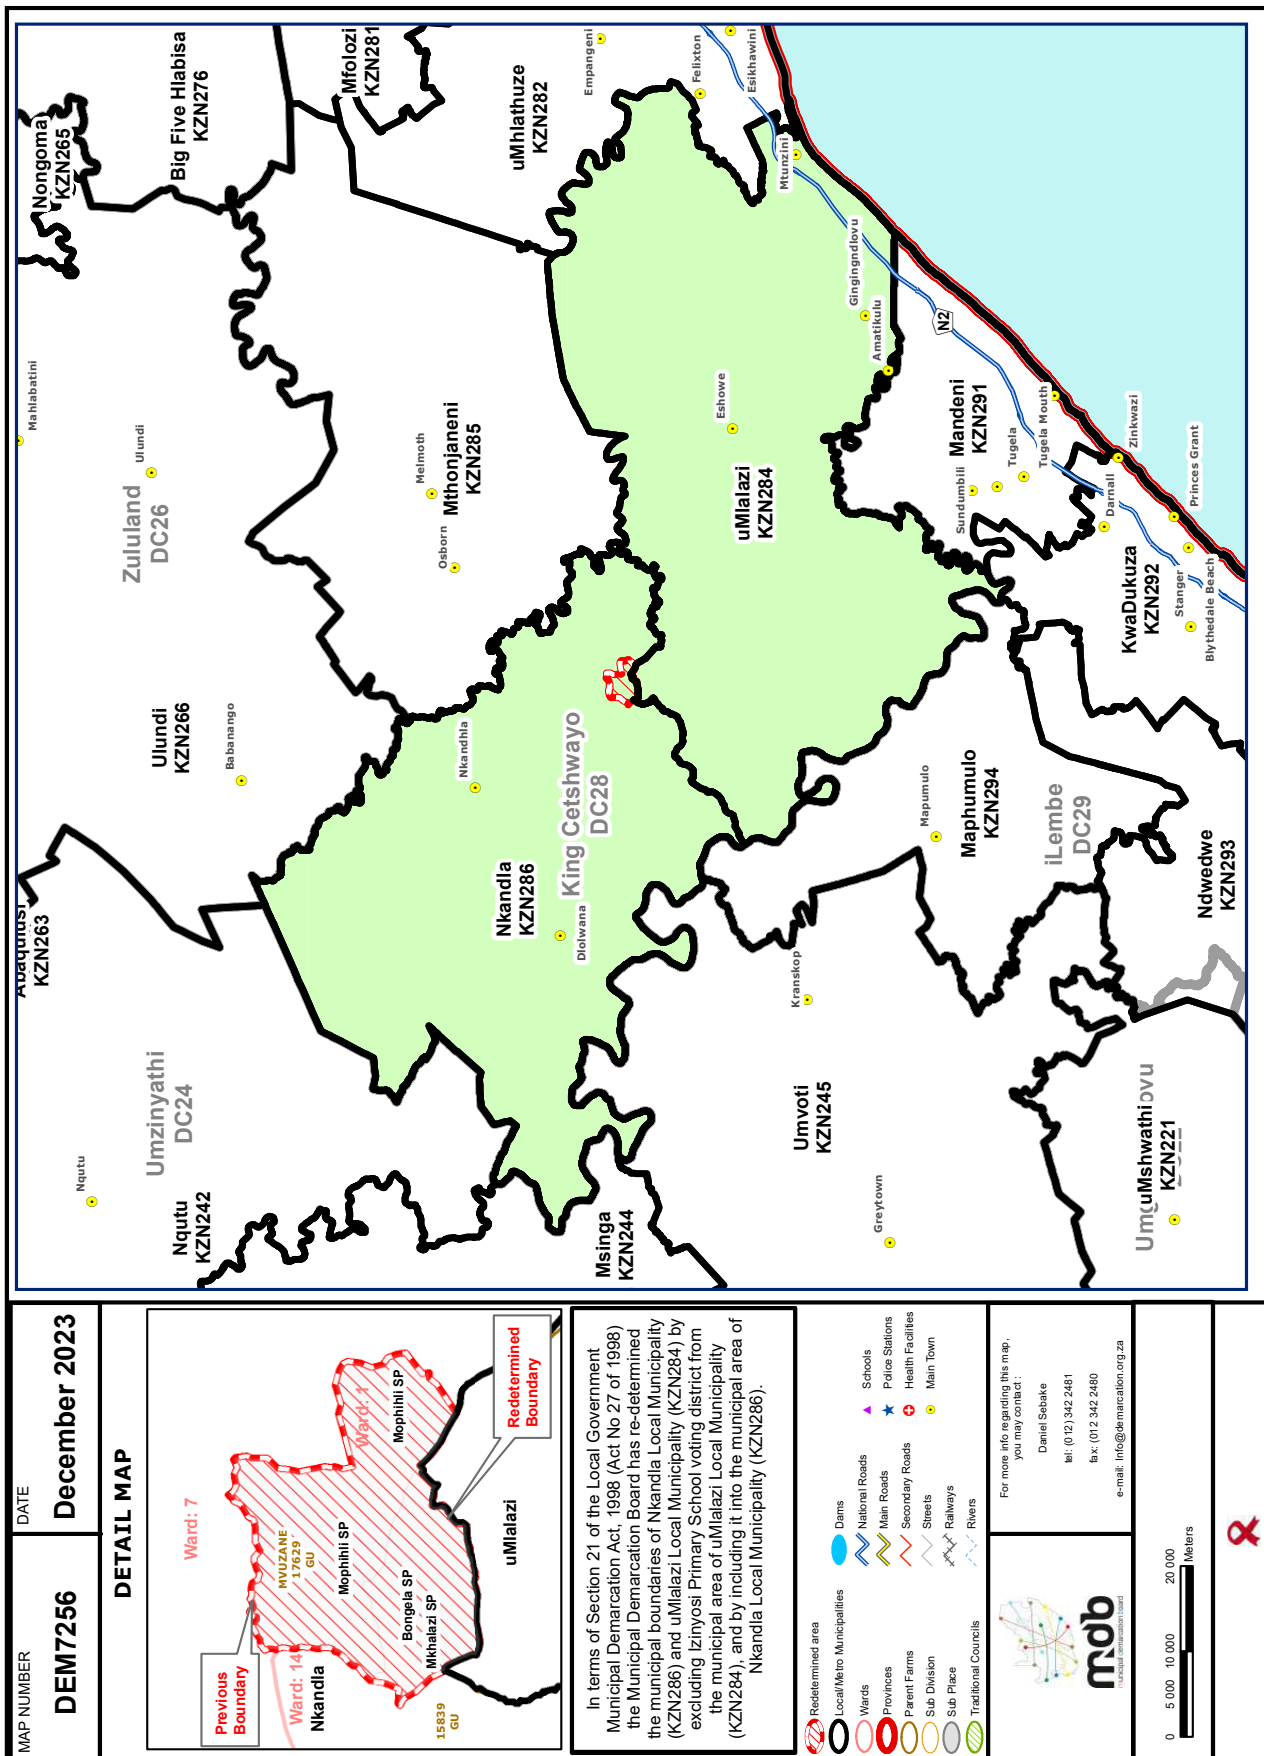 MAP NUMBER
DEM7256
DATE
December 2023
DETAIL MAP
Ward: 7
Previous
Boundary
MVUZANE
17629
GU
Ward: 1
Mophihli SP
Mophihli SP
Redetermined
Boundary
Ward: 14
Nkandla
Bongela SP
Mkhalazi SP
15839
GU
uMlalazi
In terms of Section 21 of the Local Government
Municipal Demarcation Act, 1998 (Act No 27 of 1998)
the Municipal Demarcation Board has re-determined
the municipal boundaries of Nkandla Local Municipality
(KZN286) and uMlalazi Local Municipality (KZN284) by
excluding Izinyosi Primary School voting district from
the municipal area of uMlalazi Local Municipality
(KZN284), and by including it into the municipal area of
Nkandla Local Municipality (KZN286).
Redetermined area
Local/Metro Municipalities
Wards
Provinces
Parent Farms
Sub Division
Sub Place
Traditional Councils
Dams
National Roads
Main Roads
Secondary Roads
Streets
Railways
Rivers
Schools
Police Stations
Health Facilities
Main Town
mdb
municipal demarcation board
For more info regarding this map,
you may contact :
Daniel Sebake
tel: (012) 342 2481
fax: (012 342 2480
e-mail: Info@demarcation.org.za
0 5 000 10 000 20 000
Meters
Abaqulusi
KZN263
Nongoma
KZN265
Big Five Hlabisa
KZN276
Mfolozi
KZN281
Mahlabatini
Ulundi
Zululand
DC26
Nqutu
Umzinyathi
DC24
Nqutu
KZN242
Ulundi
KZN266
Babanango
Melmoth
Mthonjaneni
KZN285
Osborn
uMhlathuze
KZN282
Empangeni
Felixton
Esikhawini
Mtunzini
Nkandhla
Nkandla
KZN286
King Cetshwayo
DC28
Dlolwana
Eshowe
uMlalazi
KZN284
Gingingndlovu
Amatikulu
N2
Msinga
KZN244
Umvoti
KZN245
Kranskop
Greytown
Mapumulo
Maphumulo
KZN294
iLembe
DC29
Mandeni
KZN291
Sundumbili
Tugela
Tugela Mouth
Zinkwazi
Darnall
Princes Grant
KwaDukuza
KZN292
Stanger
Blythedale Beach
Ndwedwe
KZN293
uMshwathi
KZN221